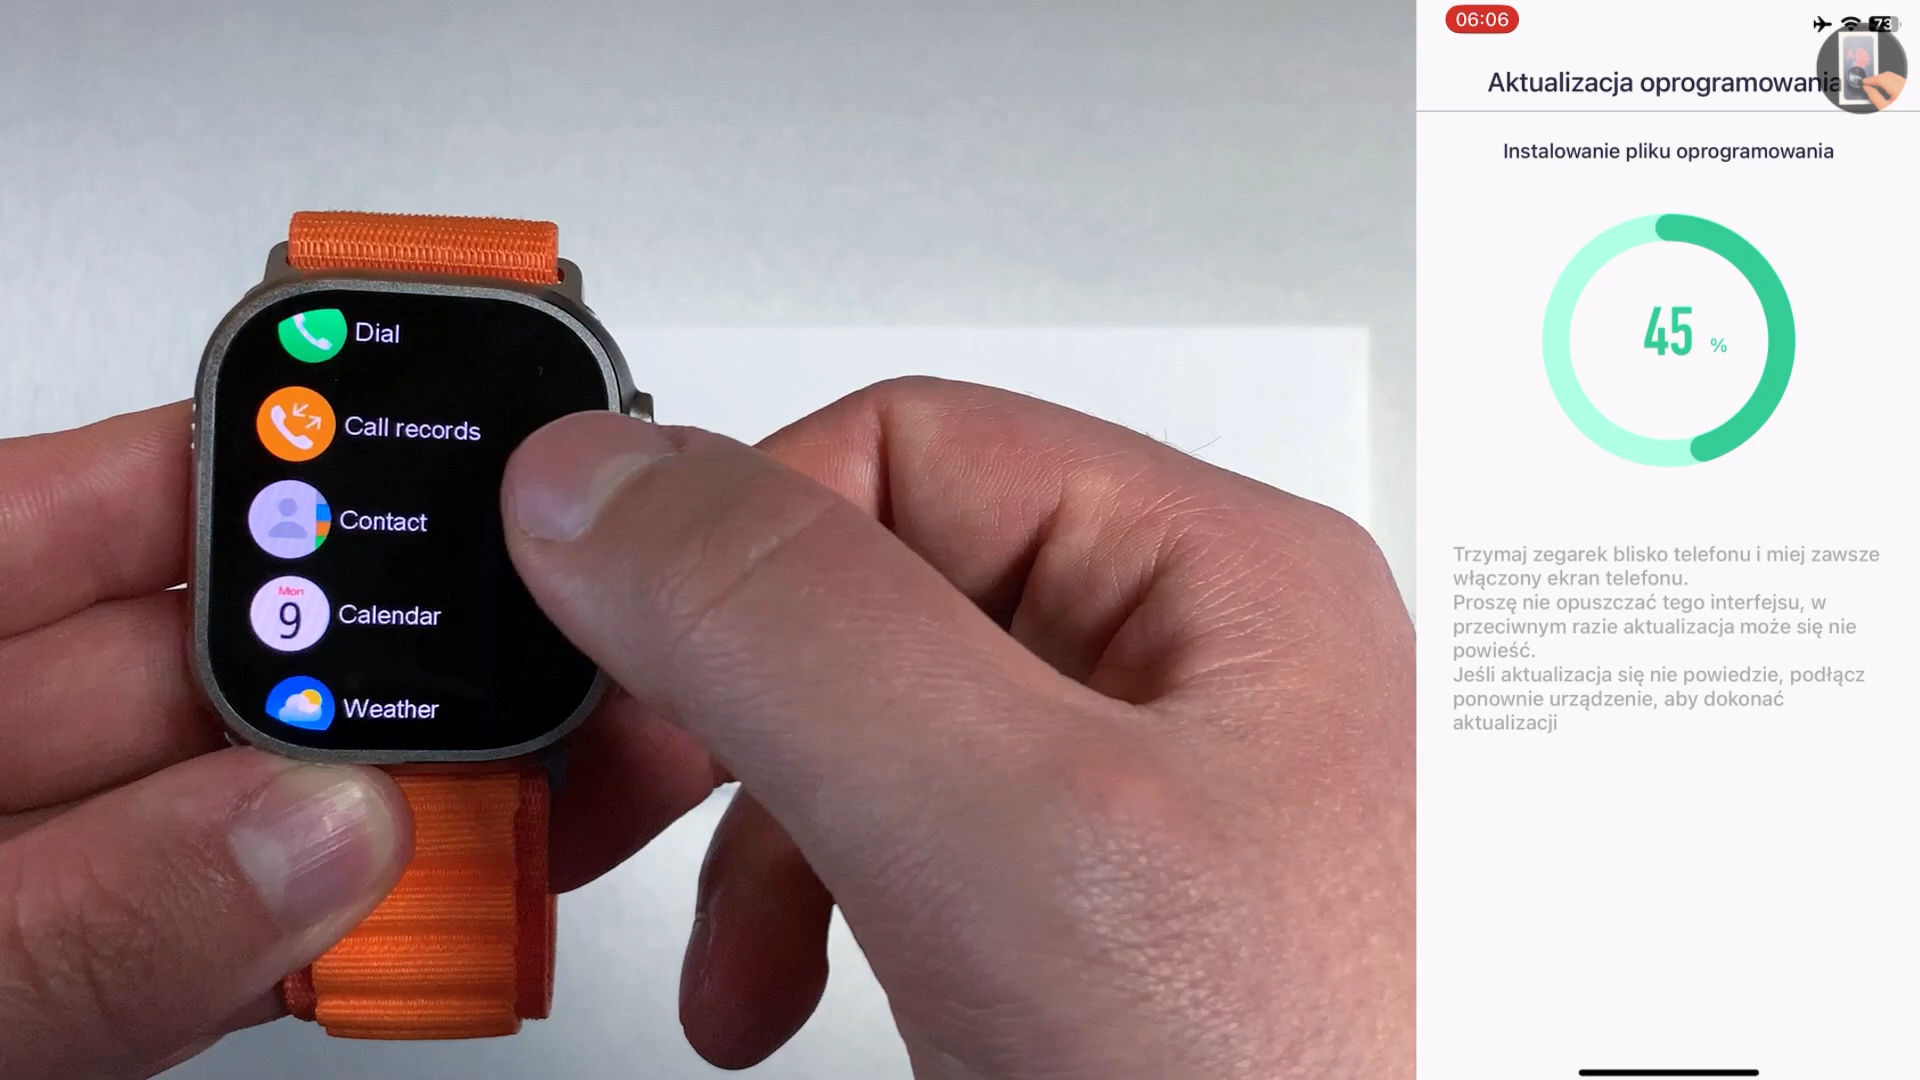 Dial
Call records
Contact
Mon
9
Calendar
Weather
06:06
73
Aktualizacja oprogramowania
Instalowanie pliku oprogramowania
45 %
Trzymaj zegarek blisko telefonu i miej zawsze
włączony ekran telefonu.
Proszę nie opuszczać tego interfejsu, w
przeciwnym razie aktualizacja może się nie
powieść.
Jeśli aktualizacja się nie powiedzie, podłącz
ponownie urządzenie, aby dokonać
aktualizacji